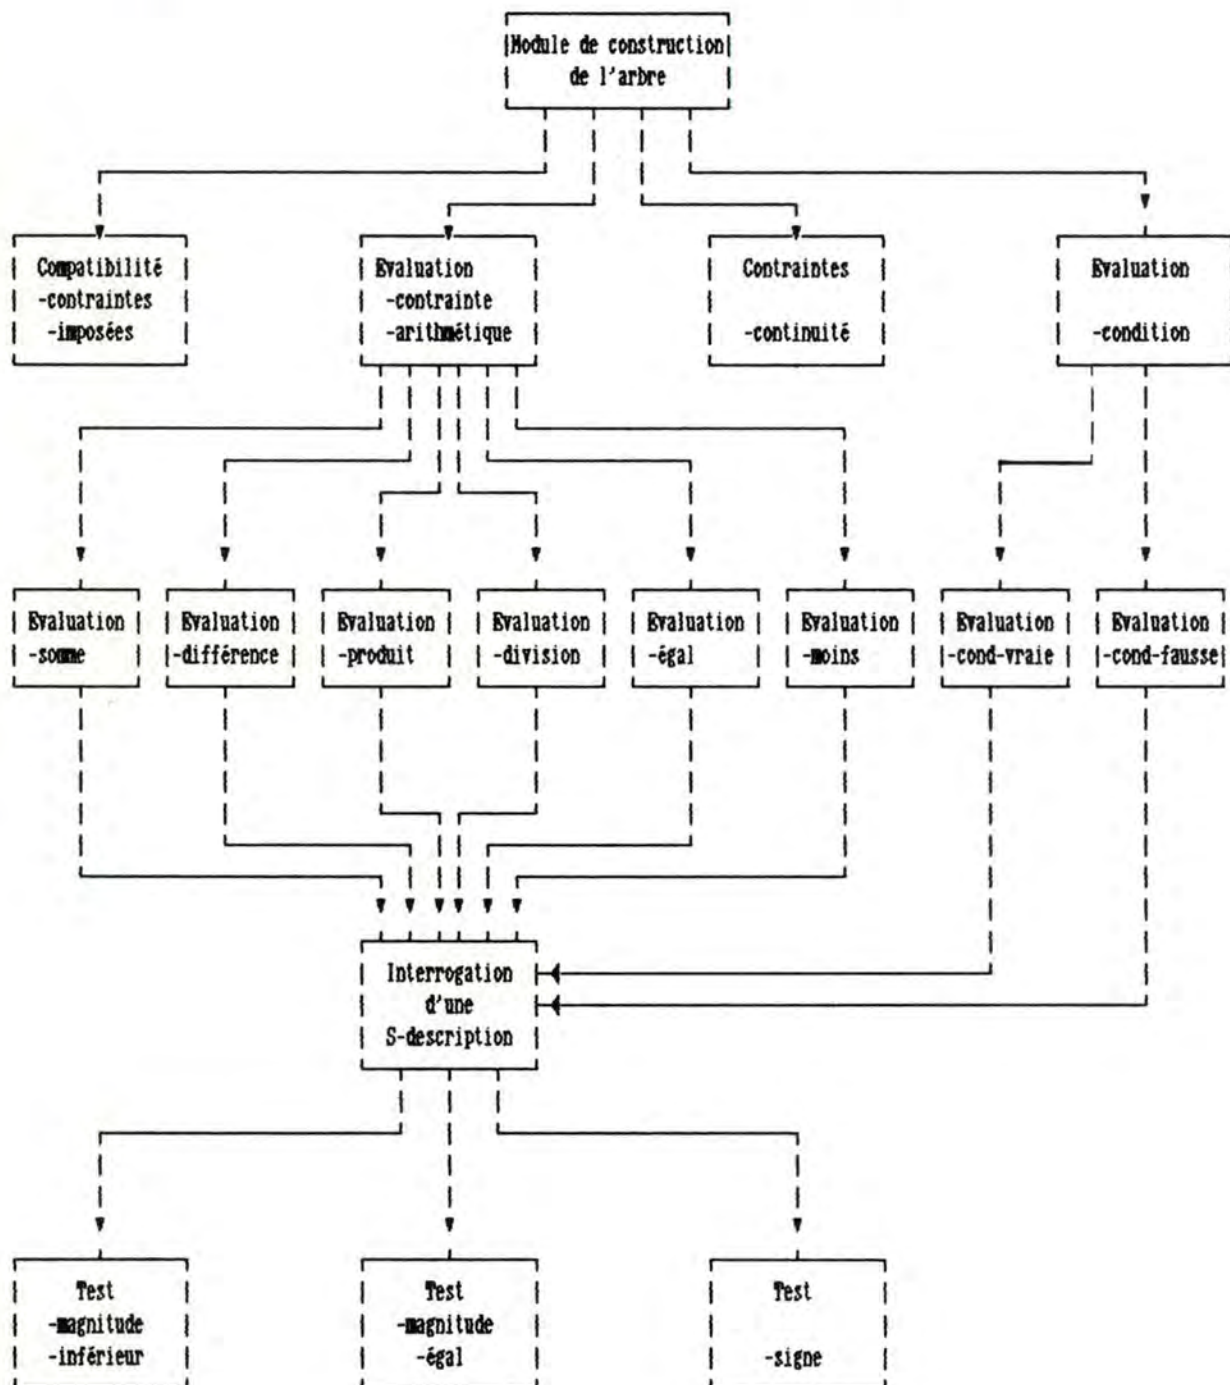 Module de construction
de l'arbre
Compatibilité
-contraintes
-imposées
Evaluation
-contrainte
-arithmétique
Contraintes
-continuité
Evaluation
-condition
Evaluation
-somme
Evaluation
-différence
Evaluation
-produit
Evaluation
-division
Evaluation
-égal
Evaluation
-moins
Evaluation
-cond-vraie
Evaluation
-cond-fausse
Interrogation
d'une
S-description
Test
-magnitude
-inférieur
Test
-magnitude
-égal
Test
-signe